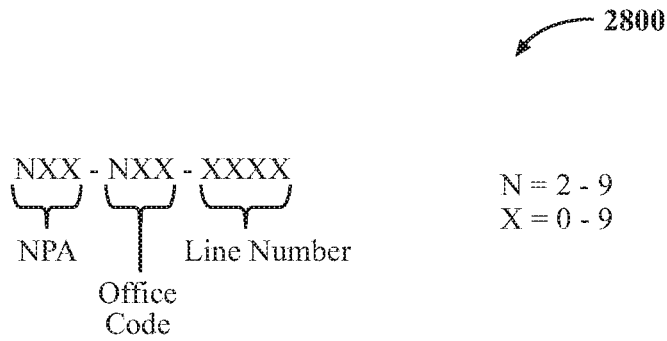 2800
NXX - NXX - XXXX
N = 2 - 9
X = 0 - 9
NPA
Line Number
Office
Code